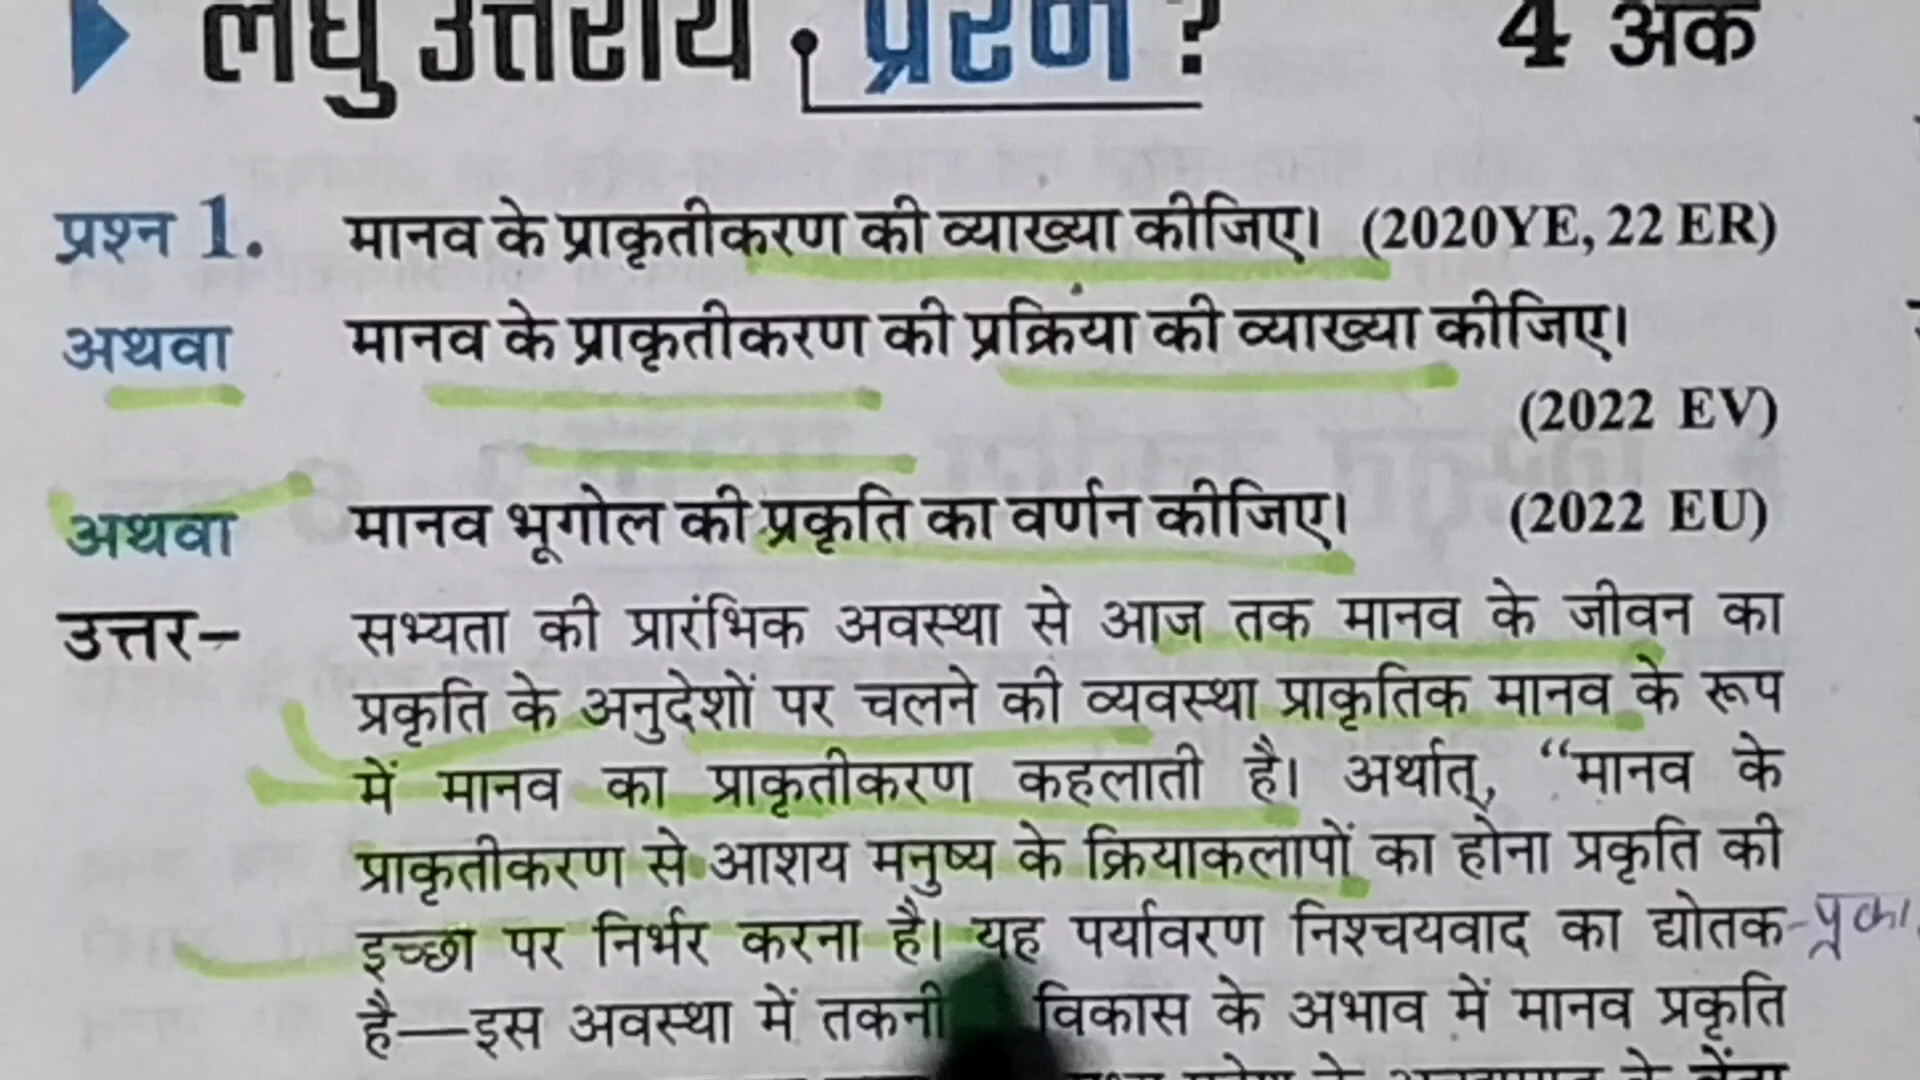 लघु उत्तरीय प्रश्न ? 4 अंक
प्रश्न 1. मानव के प्राकृतीकरण की व्याख्या कीजिए। (2020YE, 22 ER)
अथवा मानव के प्राकृतीकरण की प्रक्रिया की व्याख्या कीजिए।
(2022 EV)
अथवा मानव भूगोल की प्रकृति का वर्णन कीजिए। (2022 EU)
उत्तर– सभ्यता की प्रारंभिक अवस्था से आज तक मानव के जीवन का
प्रकृति के अनुदेशों पर चलने की व्यवस्था प्राकृतिक मानव के रूप
में मानव का प्राकृतीकरण कहलाती है। अर्थात्, “मानव के
प्राकृतीकरण से आशय मनुष्य के क्रियाकलापों का होना प्रकृति की
इच्छा पर निर्भर करना है। यह पर्यावरण निश्चयवाद का द्योतक
है—इस अवस्था में विकास के अभाव में मानव प्रकृति